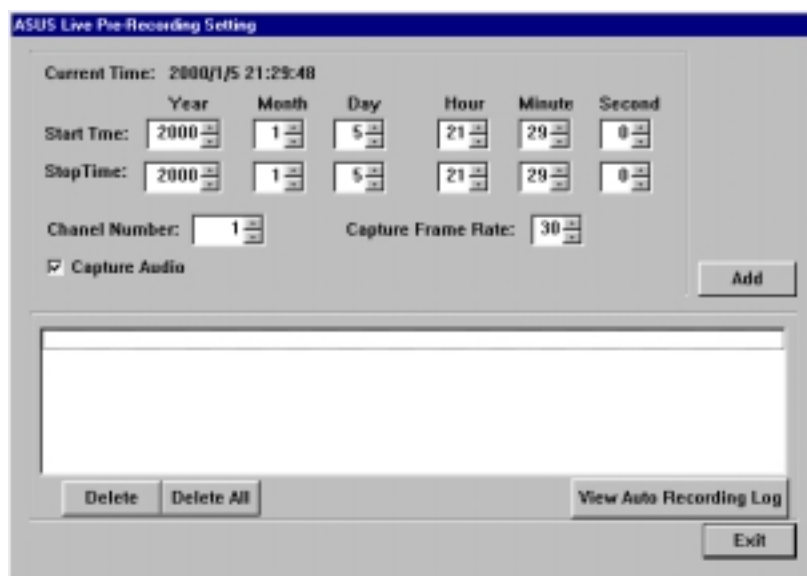 ASUS Live Pre-Recording Setting
Current Time: 2000/1/5 21:29:48
Year Month Day Hour Minute Second
Start Tme: 2000 1 5 21 29 0
StopTime: 2000 1 5 21 29 0
Chanel Number: 1 Capture Frame Rate: 30
Capture Audio
Add
Delete Delete All View Auto Recording Log
Exit